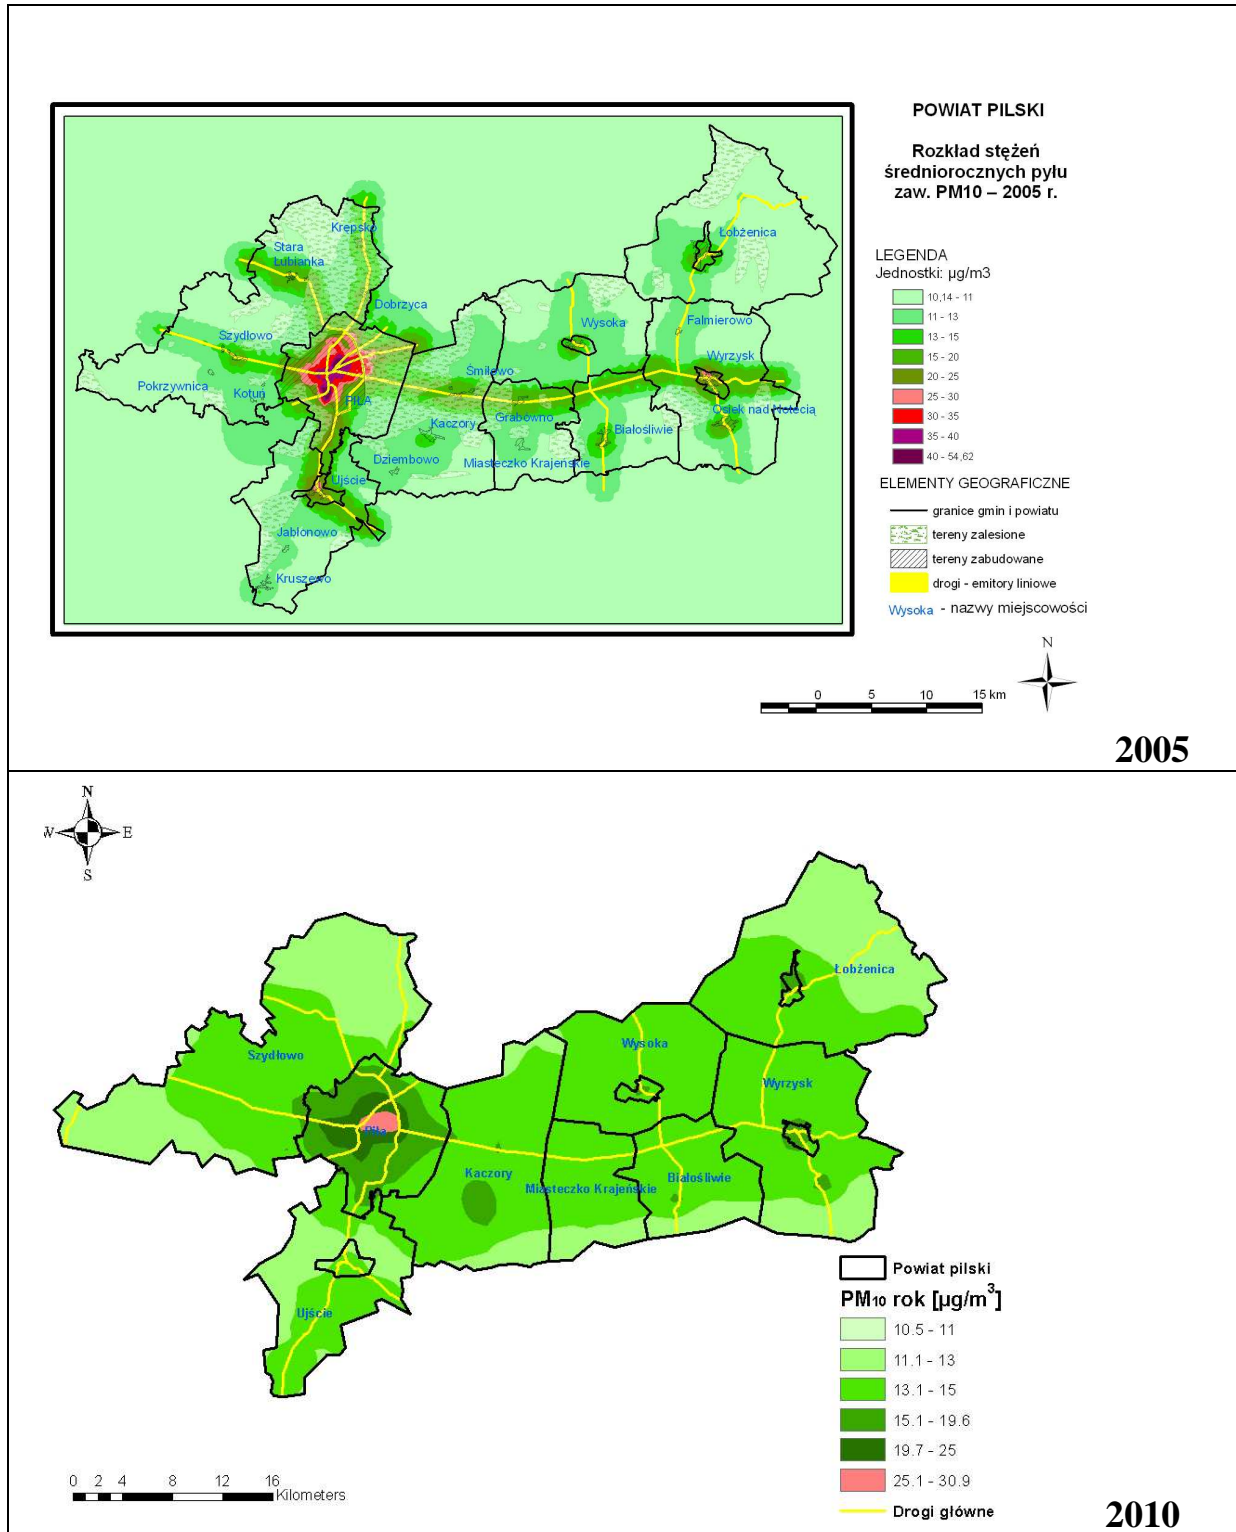 POWIAT PILSKI
Rozkład stężeń
średniorocznych pyłu
zaw. PM10 – 2005 r.
Krępsko
Stara
Lubianka
Dobrzyca
Szydłowo
Pokrzywnica
Kotuń
PIŁA
Śmiłowo
Kaczory
Grabówno
Dziembowo
Miasteczko Krajeńskie
Ujście
Jabłonowo
Kruszewo
Łobżenica
Wysoka
Falmierowo
Wyrzysk
Osiek nad Notecią
Białośliwie
LEGENDA
Jednostki: µg/m3
10,14 - 11
11 - 13
13 - 15
15 - 20
20 - 25
25 - 30
30 - 35
35 - 40
40 - 54,62
ELEMENTY GEOGRAFICZNE
granice gmin i powiatu
tereny zalesione
tereny zabudowane
drogi - emitory liniowe
Wysoka - nazwy miejscowości
N
0 5 10 15 km
2005
N
W E
S
Łobżenica
Szydłowo
Wysoka
Wyrzysk
Piła
Kaczory
Miasteczko Krajeńskie
Białośliwie
Ujście
Powiat pilski
PM10 rok [µg/m³]
10.5 - 11
11.1 - 13
13.1 - 15
15.1 - 19.6
19.7 - 25
25.1 - 30.9
Drogi główne
0 2 4 8 12 16
Kilometers
2010